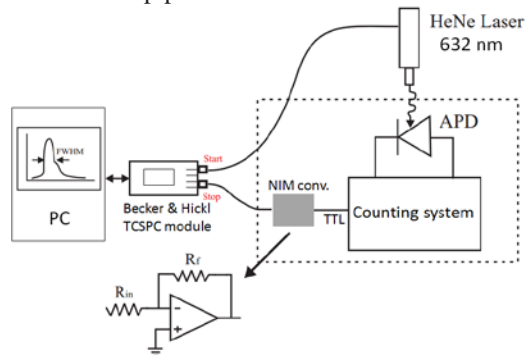 HeNe Laser
632 nm
APD
Start
FWHM
NIM conv.
Stop
Becker & Hickl
TCSPC module
PC
TTL
Counting system
Rf
Rin
-
+